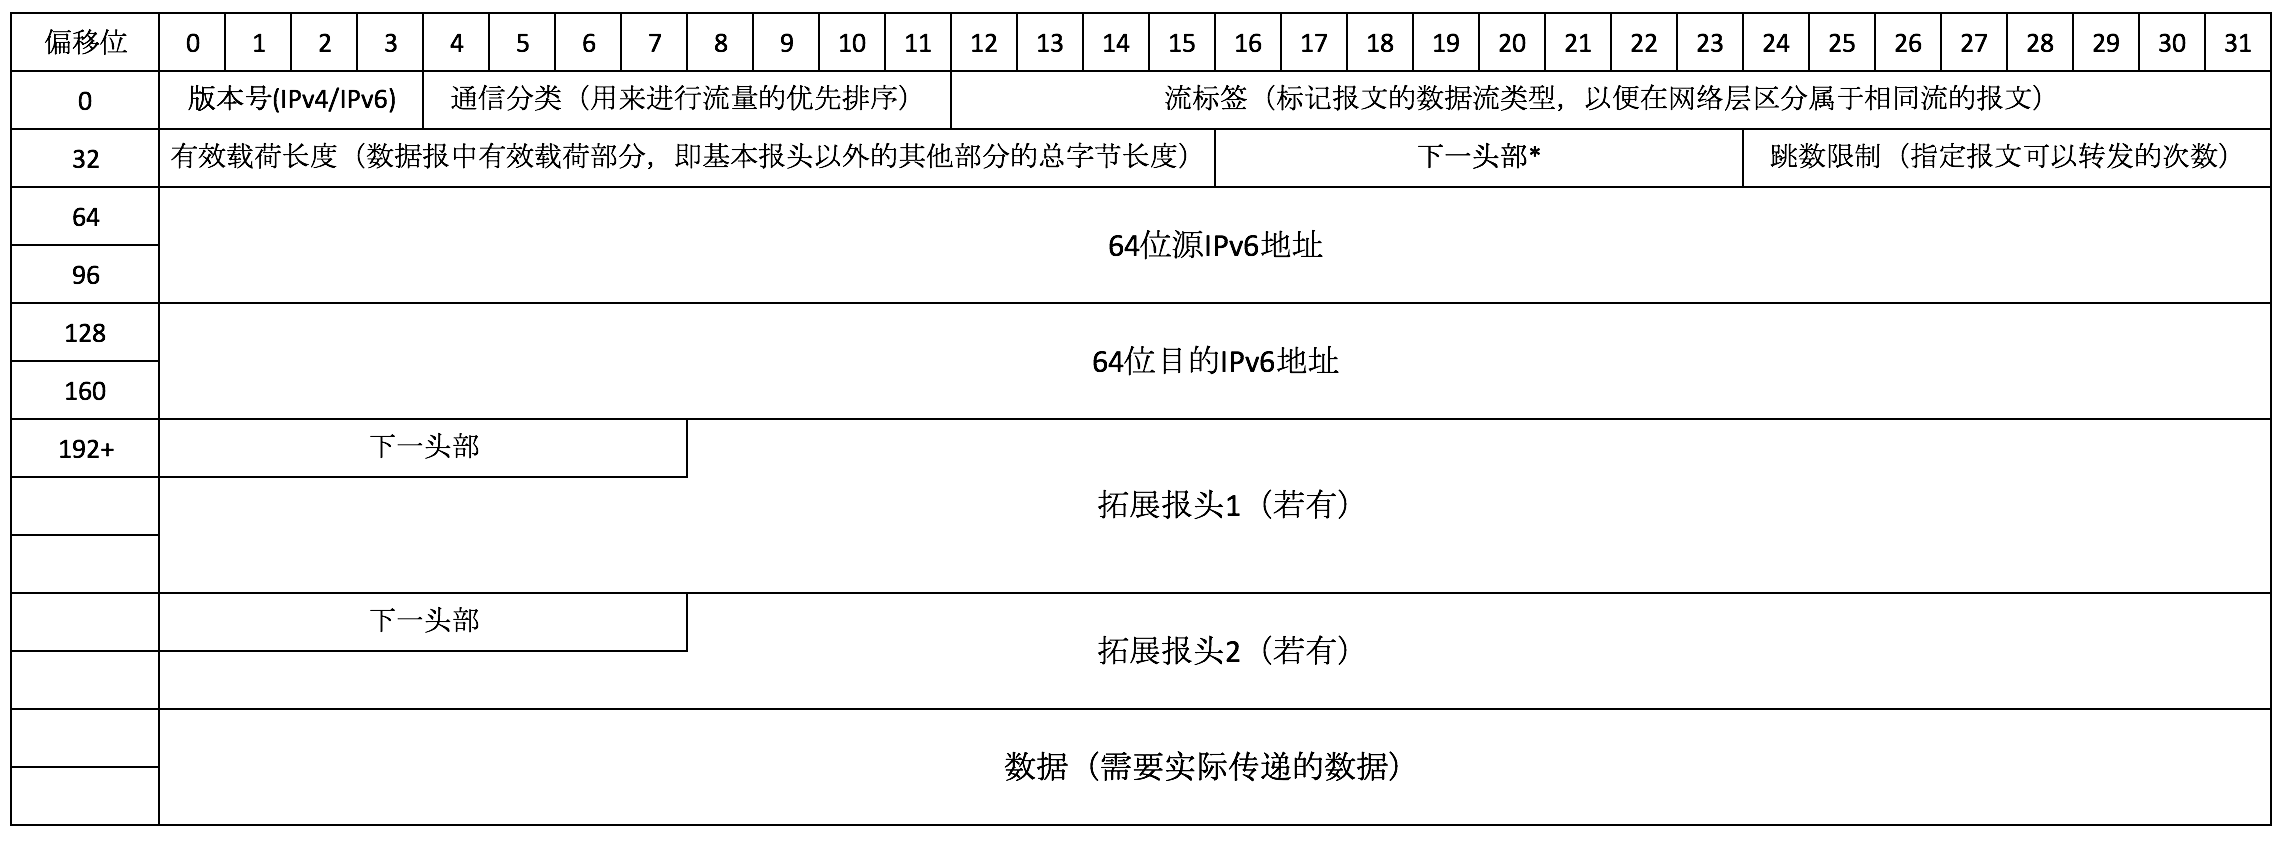 偏移位 0 1 2 3 4 5 6 7 8 9 10 11 12 13 14 15 16 17 18 19 20 21 22 23 24 25 26 27 28 29 30 31
0 版本号(IPv4/IPv6) 通信分类（用来进行流量的优先排序） 流标签（标记报文的数据流类型，以便在网络层区分属于相同流的报文）
32 有效载荷长度（数据报中有效载荷部分，即基本报头以外的其他部分的总字节长度） 下一头部* 跳数限制（指定报文可以转发的次数）
64
64位源IPv6地址
96
128
64位目的IPv6地址
160
192+ 下一头部
拓展报头1（若有）
下一头部
拓展报头2（若有）
数据（需要实际传递的数据）